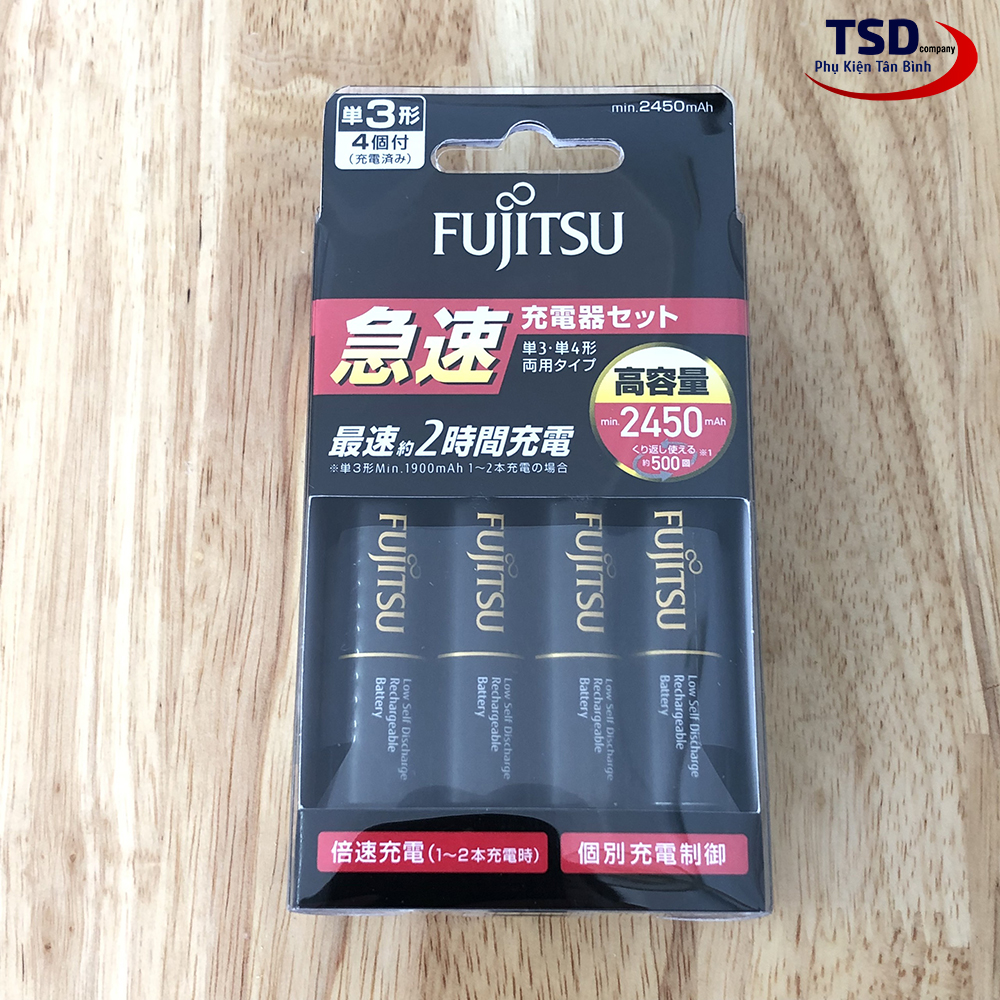 TSD company
Phụ Kiện Tân Bình
単3形
4個付
(充電済み)
min.2450mAh
FUJITSU
急速
充電器セット
単3・単4形
両用タイプ
高容量
min.2450mAh
くり返し使える※1
約500回
最速約2時間充電
※単3形Min.1900mAh 1～2本充電の場合
FUJITSU
Low Self Discharge
Rechargeable
Battery
FUJITSU
Low Self Discharge
Rechargeable
Battery
FUJITSU
Low Self Discharge
Rechargeable
Battery
FUJITSU
Low Self Discharge
Rechargeable
Battery
倍速充電(1～2本充電時)
個別充電制御